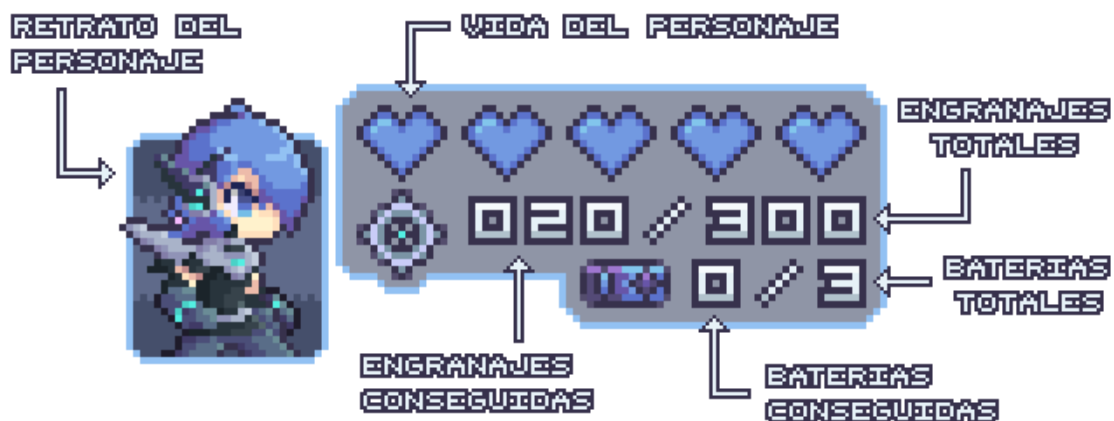 RETRATO DEL
PERSONAJE
VIDA DEL PERSONAJE
ENGRANAJES
TOTALES
020/300
0/3
BATERIAS
TOTALES
ENGRANAJES
CONSEGUIDAS
BATERIAS
CONSEGUIDAS